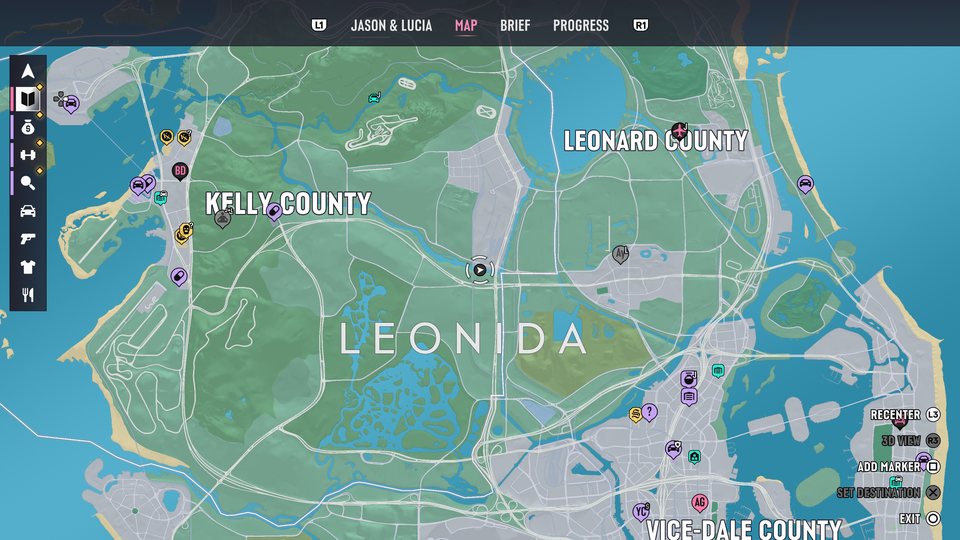 L1 JASON & LUCIA MAP BRIEF PROGRESS R1
LEONARD COUNTY
BD
KELLY COUNTY
LEONIDA
?
RECENTER L3
3D VIEW R3
ADD MARKER
SET DESTINATION
AG
YC
EXIT
VICE-DALE COUNTY